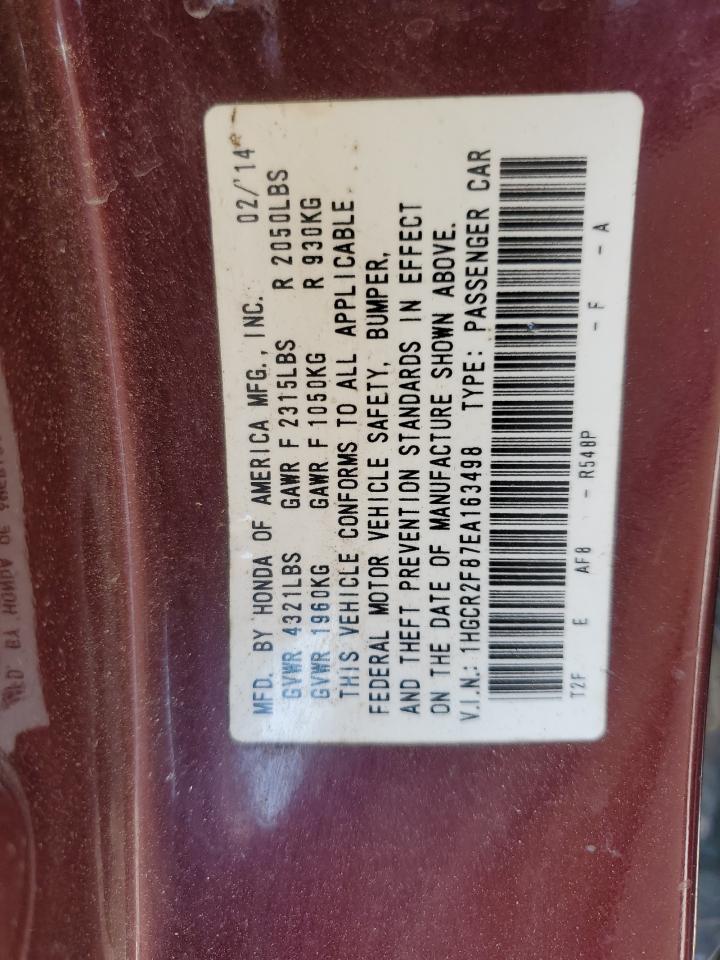 MFD. BY HONDA OF AMERICA MFG., INC. 02/'14
GVWR 4321LBS GAWR F 2315LBS R 2050LBS
GVWR 1960KG GAWR F 1050KG R 930KG
THIS VEHICLE CONFORMS TO ALL APPLICABLE
FEDERAL MOTOR VEHICLE SAFETY, BUMPER,
AND THEFT PREVENTION STANDARDS IN EFFECT
ON THE DATE OF MANUFACTURE SHOWN ABOVE.
V.I.N.: 1HGCR2F87EA163498 TYPE: PASSENGER CAR
T2F E AF8 - R548P - F - A